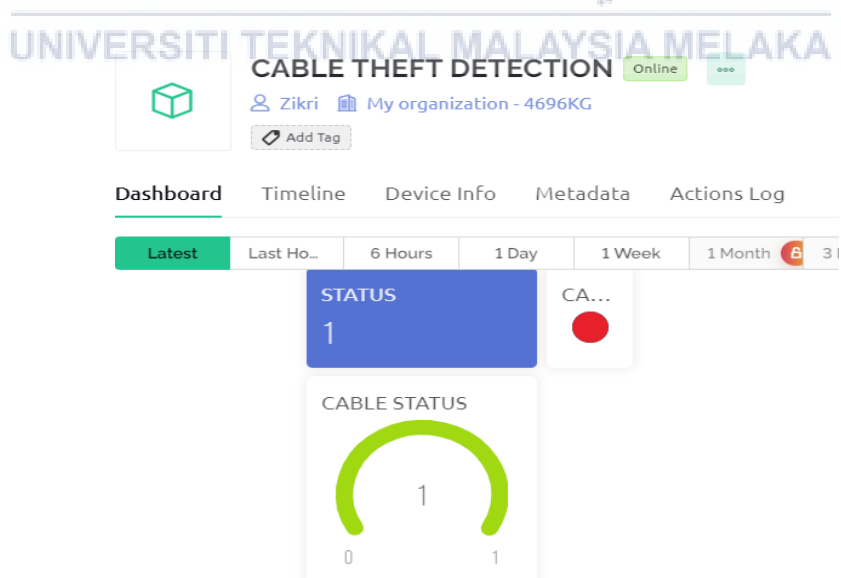 UNIVERSITI TEKNIKAL MALAYSIA MELAKA
CABLE THEFT DETECTION Online
Zikri My organization - 4696KG
Add Tag
Dashboard Timeline Device Info Metadata Actions Log
Latest Last Ho... 6 Hours 1 Day 1 Week 1 Month 3
STATUS CA...
1
CABLE STATUS
1
0 1